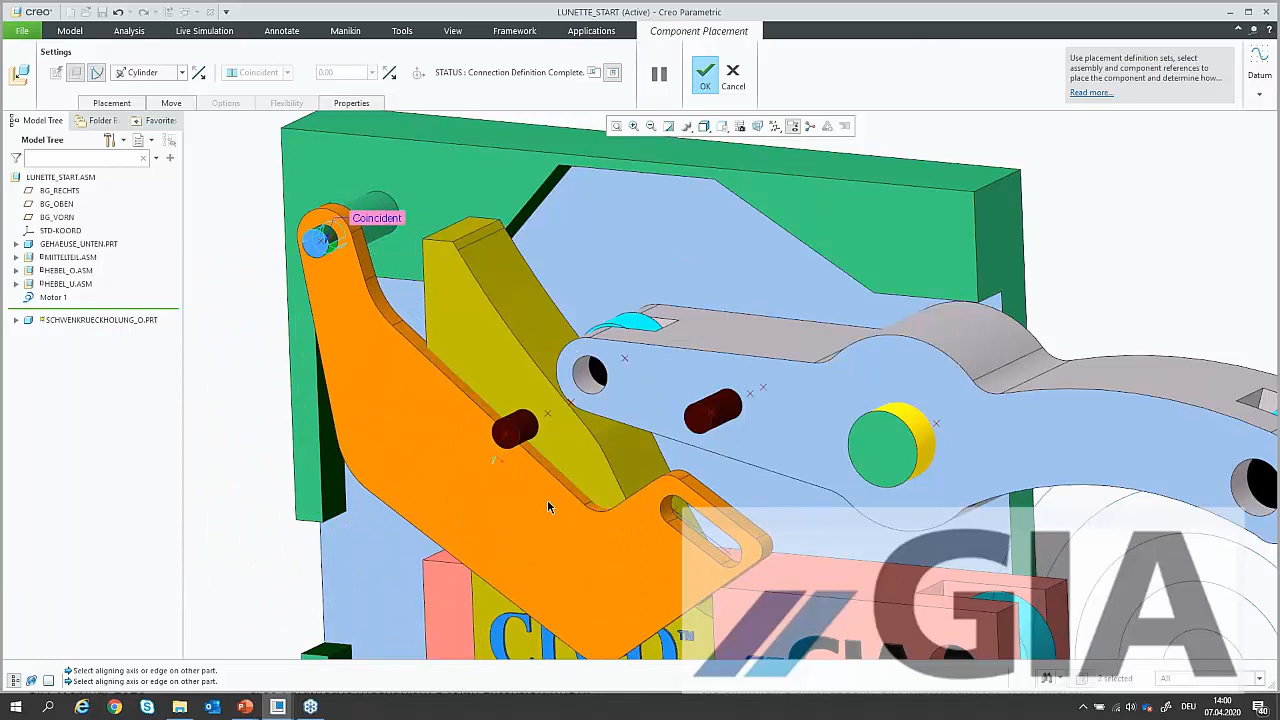 creo
LUNETTE_START (Active) - Creo Parametric
File
Model
Analysis
Live Simulation
Annotate
Manikin
Tools
View
Framework
Applications
Component Placement
Settings
Cylinder
Coincident
0.00
STATUS : Connection Definition Complete.
OK
Cancel
Use placement definition sets, select
assembly and component references to
place the component and determine how...
Read more...
Datum
Placement
Move
Options
Flexibility
Properties
Model Tree
Folder B
Favorite
Model Tree
LUNETTE_START.ASM
BG_RECHTS
BG_OBEN
BG_VORN
STD-KOORD
GEHAEUSE_UNTEN.PRT
MITTELTEIL.ASM
HEBEL_O.ASM
HEBEL_U.ASM
Motor 1
SCHWENKRUECKHOLUNG_O.PRT
Coincident
GIA
Select aligning axis or edge on other part.
Select aligning axis or edge on other part.
2 selected
All
DEU
14:00
07.04.2020